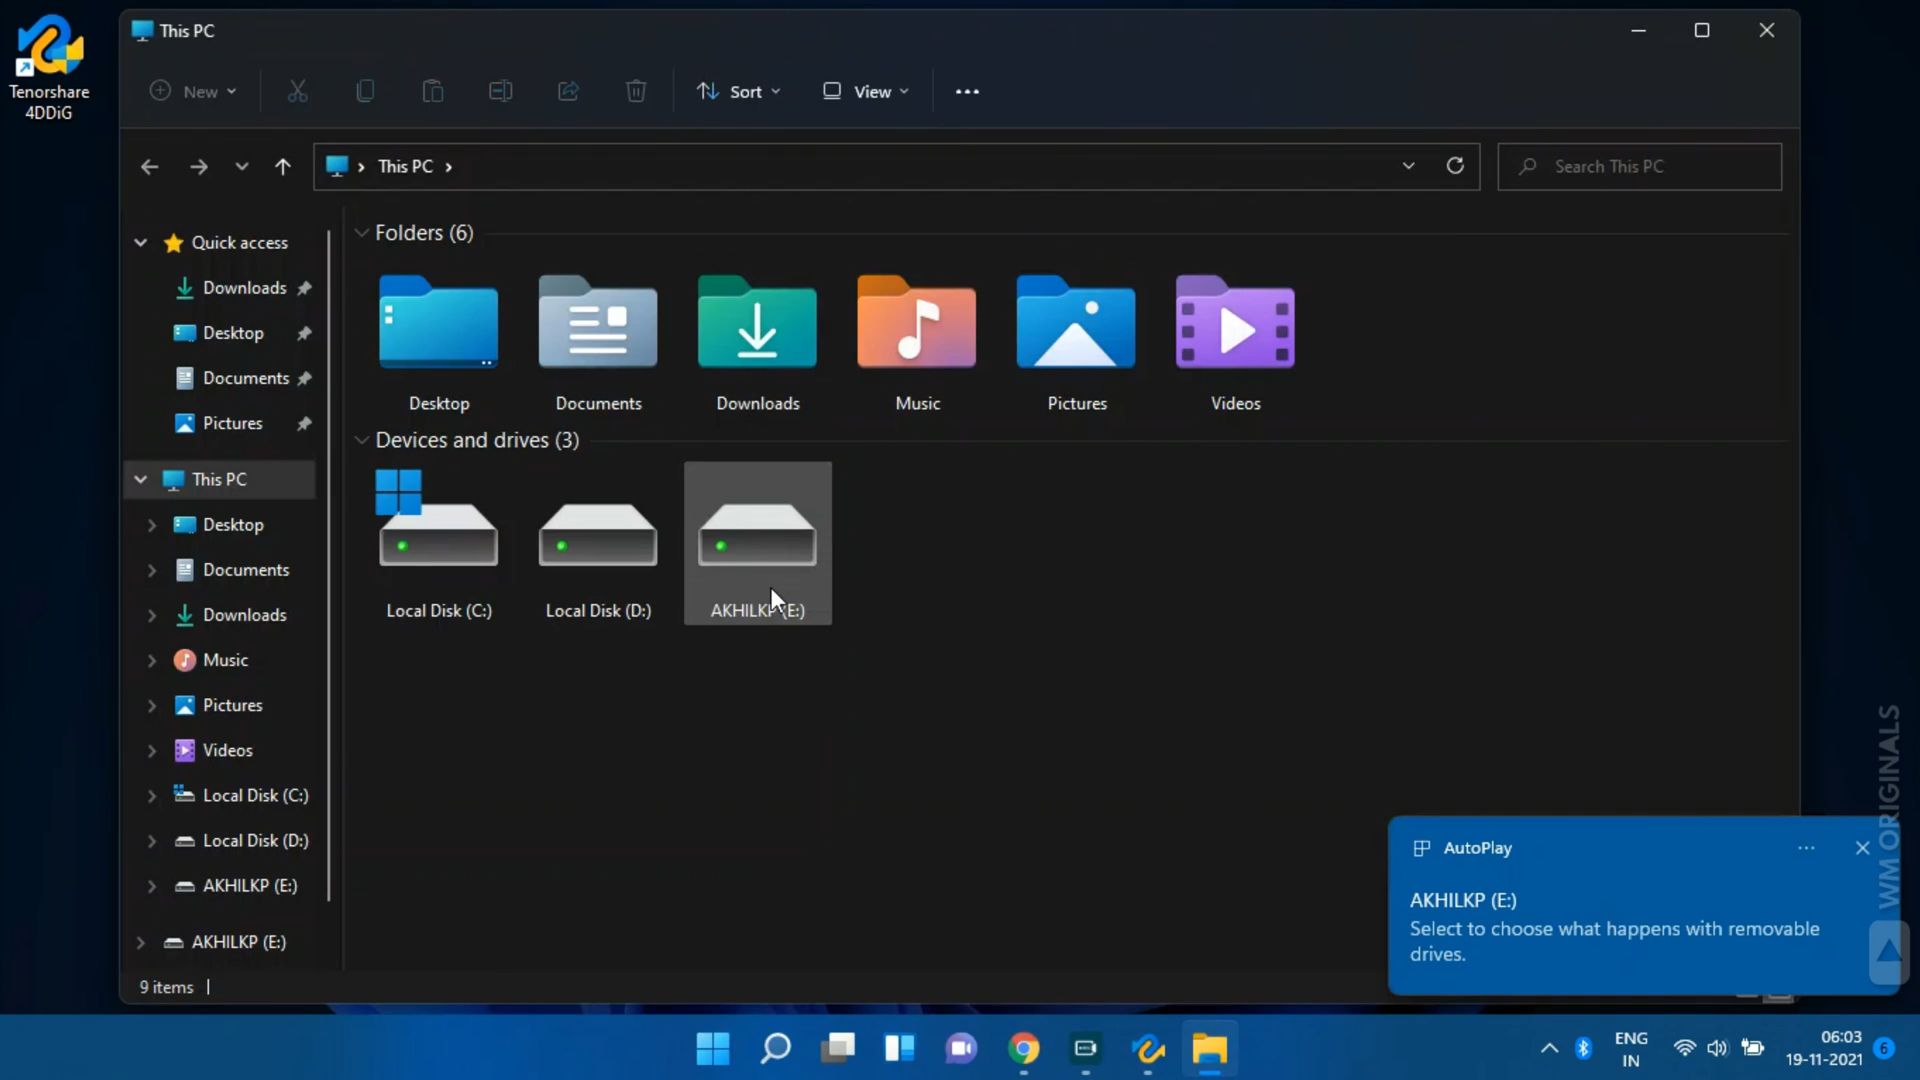 Tenorshare
4DDiG
This PC
New
Sort
View
This PC
Search This PC
Quick access
Downloads
Desktop
Documents
Pictures
This PC
Desktop
Documents
Downloads
Music
Pictures
Videos
Local Disk (C:)
Local Disk (D:)
AKHILKP (E:)
AKHILKP (E:)
Folders (6)
Desktop
Documents
Downloads
Music
Pictures
Videos
Devices and drives (3)
Local Disk (C:)
Local Disk (D:)
AKHILKP (E:)
9 items
AutoPlay
AKHILKP (E:)
Select to choose what happens with removable
drives.
WM ORIGINALS
ENG
IN
06:03
19-11-2021
6